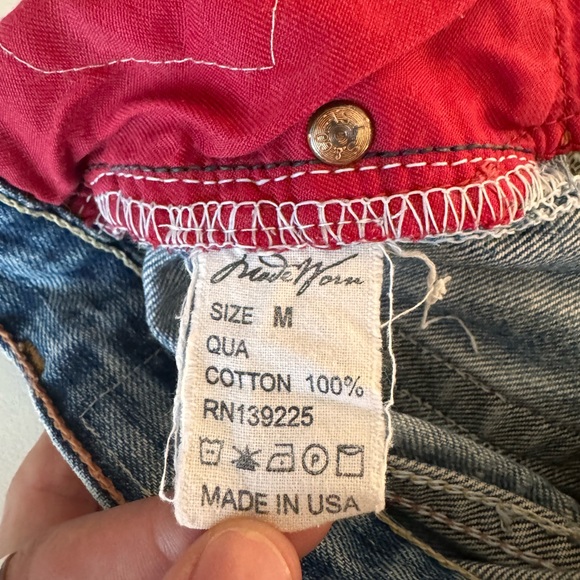 MadeWorn
SIZE M
QUA
COTTON 100%
RN139225
P
MADE IN USA